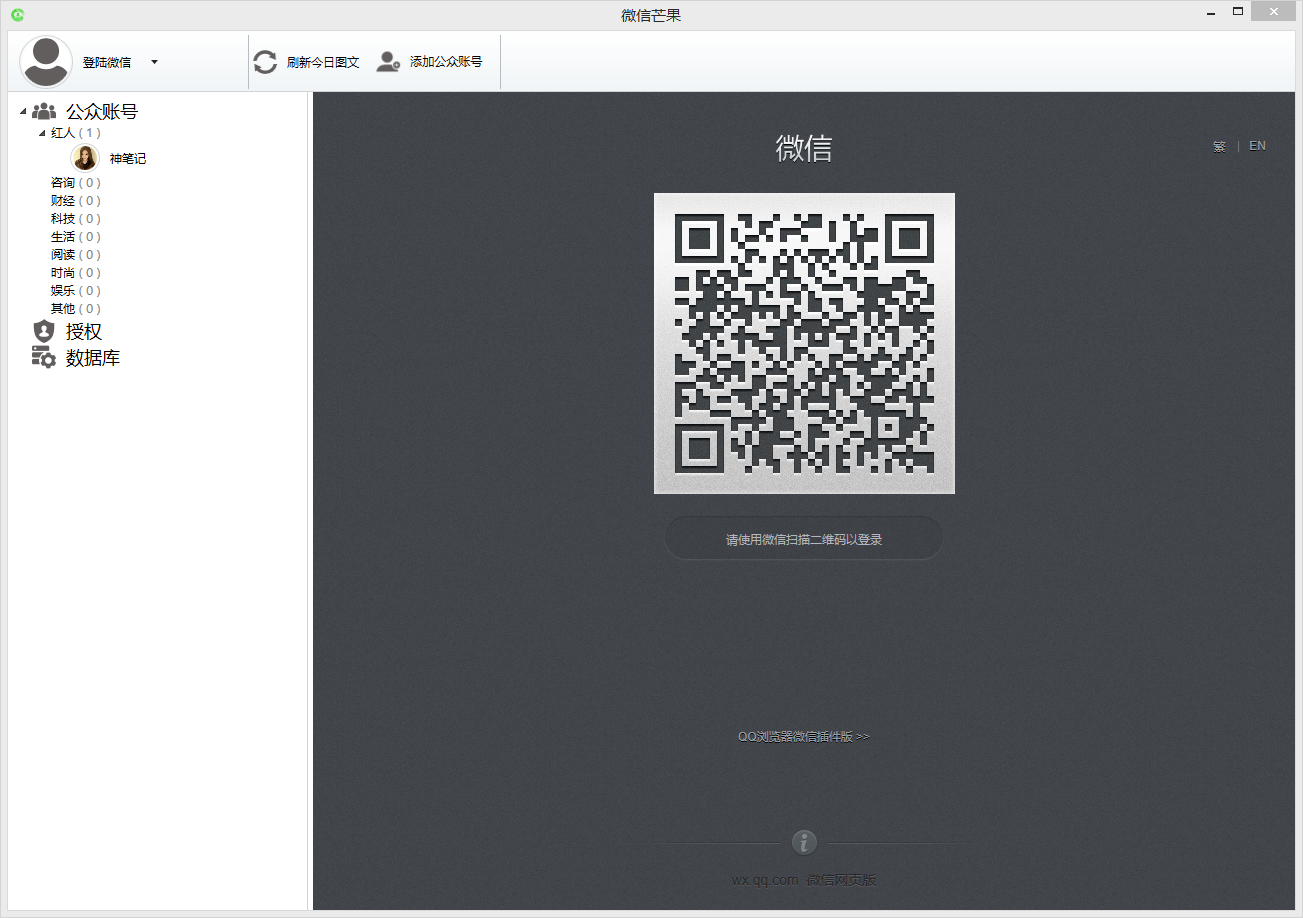 微信芒果
登陆微信
刷新今日图文
添加公众账号
公众账号
红人 ( 1 )
神笔记
咨询 ( 0 )
财经 ( 0 )
科技 ( 0 )
生活 ( 0 )
阅读 ( 0 )
时尚 ( 0 )
娱乐 ( 0 )
其他 ( 0 )
授权
数据库
微信
繁 | EN
请使用微信扫描二维码以登录
QQ浏览器微信插件版 >>
wx.qq.com 微信网页版